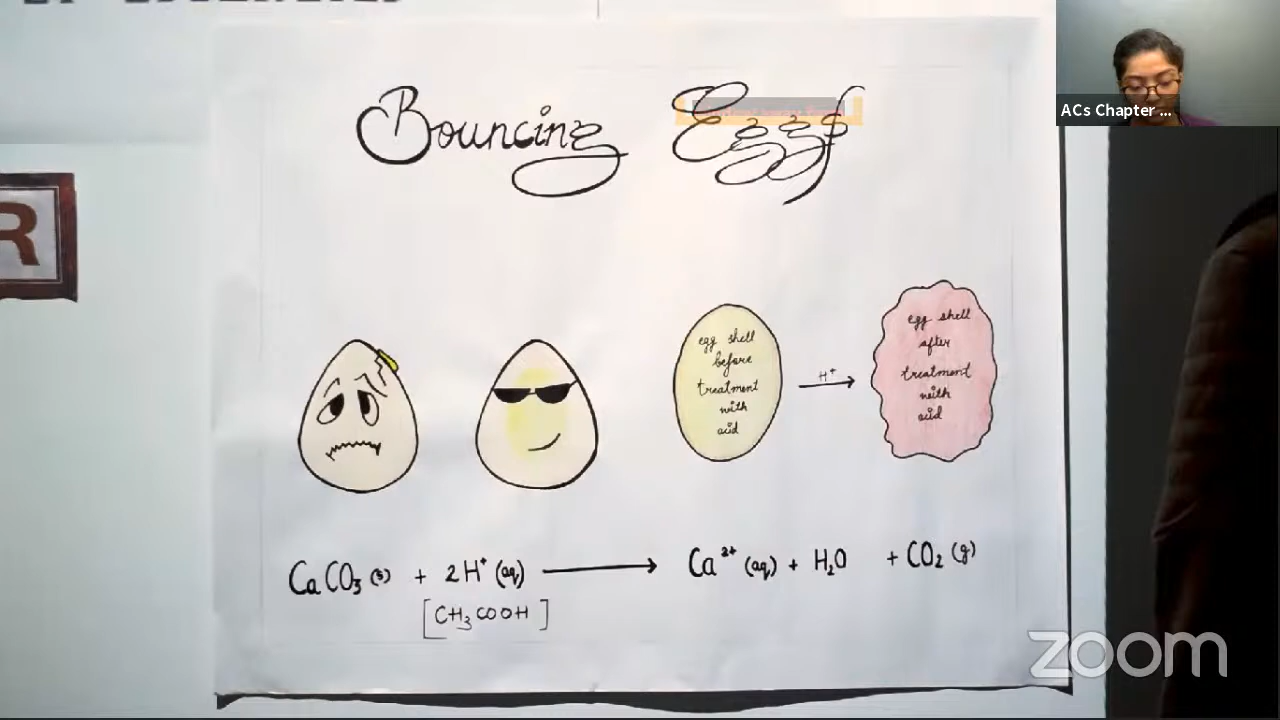 R
ACs Chapter ...
Bouncing Eggs
egg shell
before
treatment
with
acid
H⁺
egg shell
after
treatment
with
acid
CaCO₃(s) + 2H⁺(aq) → Ca²⁺(aq) + H₂O + CO₂(g)
[CH₃COOH]
zoom